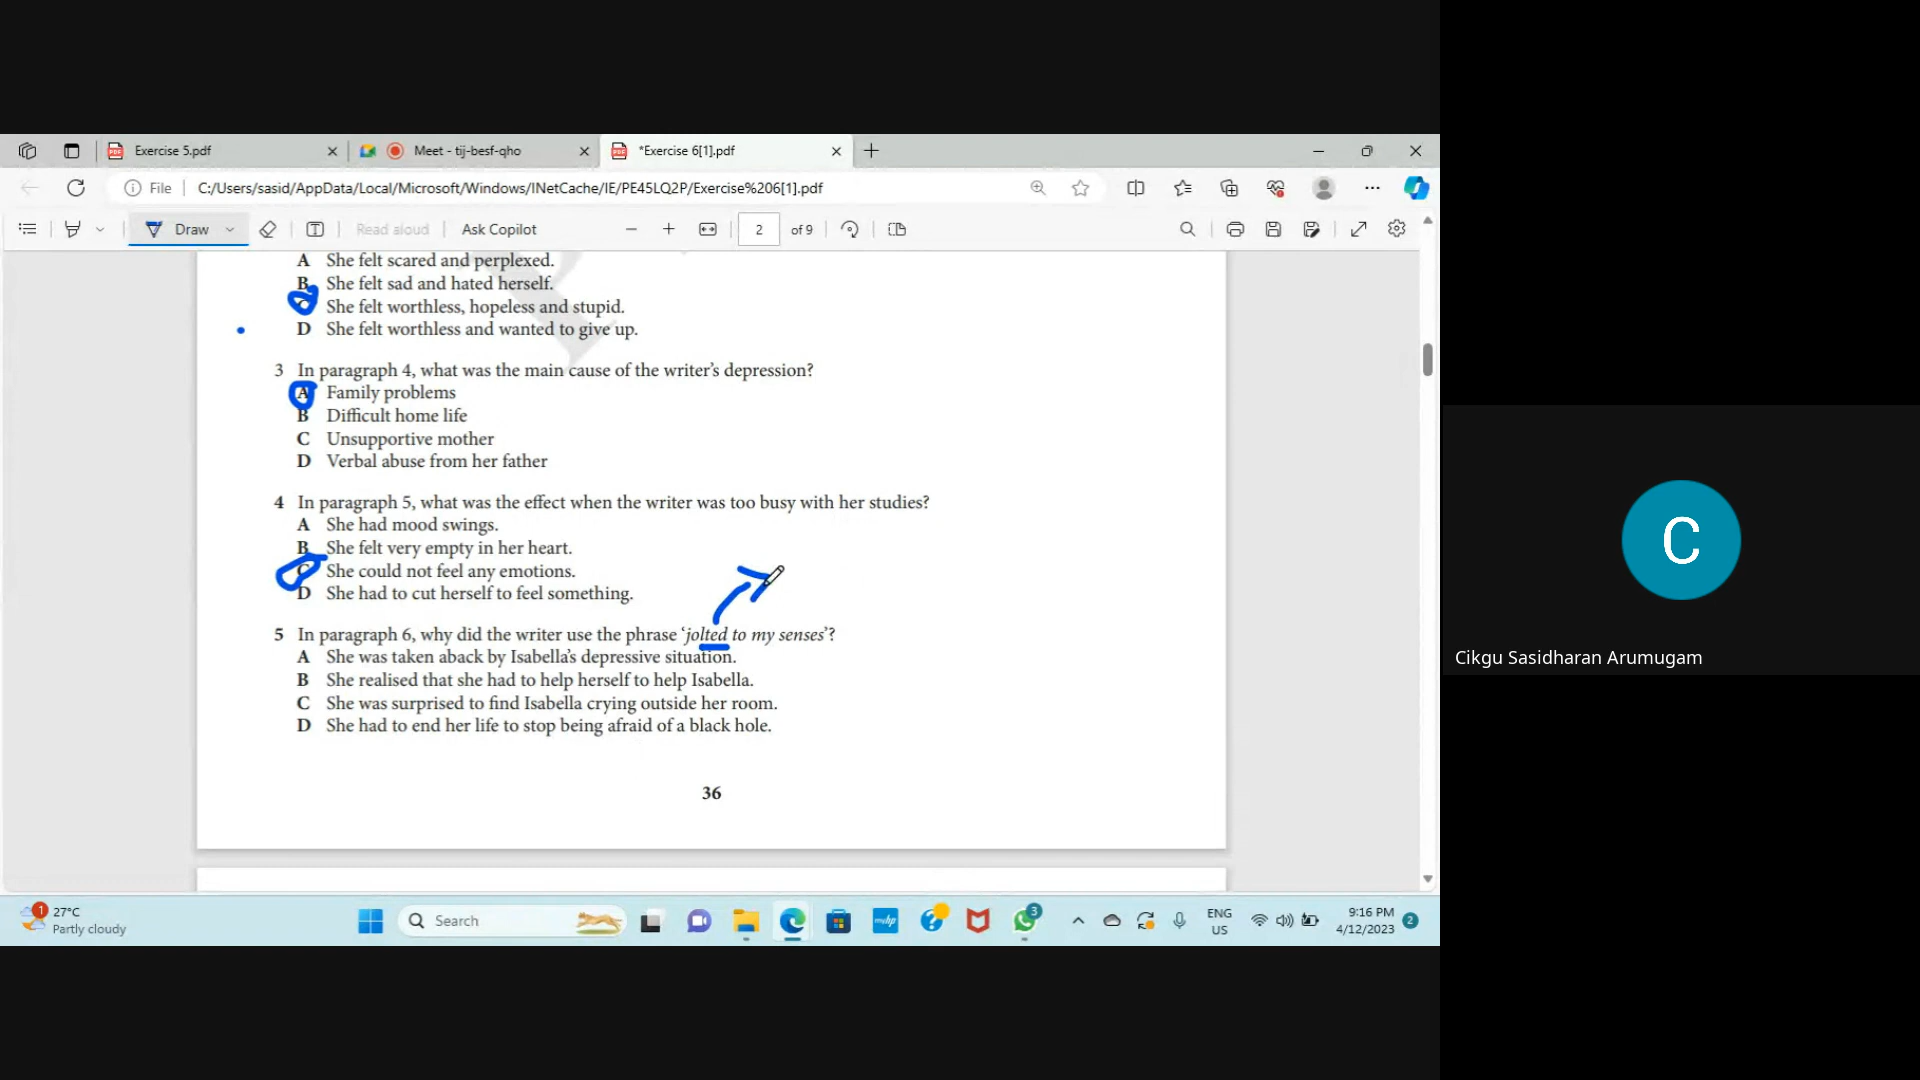 Exercise 5.pdf
Meet - tij-besf-qho
*Exercise 6[1].pdf
File
C:/Users/sasid/AppData/Local/Microsoft/Windows/INetCache/IE/PE45LQ2P/Exercise%206[1].pdf
Draw
Read aloud
Ask Copilot
2 of 9
A She felt scared and perplexed.
B She felt sad and hated herself.
C She felt worthless, hopeless and stupid.
D She felt worthless and wanted to give up.
3 In paragraph 4, what was the main cause of the writer's depression?
A Family problems
B Difficult home life
C Unsupportive mother
D Verbal abuse from her father
4 In paragraph 5, what was the effect when the writer was too busy with her studies?
A She had mood swings.
B She felt very empty in her heart.
C She could not feel any emotions.
D She had to cut herself to feel something.
5 In paragraph 6, why did the writer use the phrase 'jolted to my senses'?
A She was taken aback by Isabella's depressive situation.
B She realised that she had to help herself to help Isabella.
C She was surprised to find Isabella crying outside her room.
D She had to end her life to stop being afraid of a black hole.
36
C
Cikgu Sasidharan Arumugam
1
27°C
Partly cloudy
Search
myhp
3
ENG
US
9:16 PM
4/12/2023
2